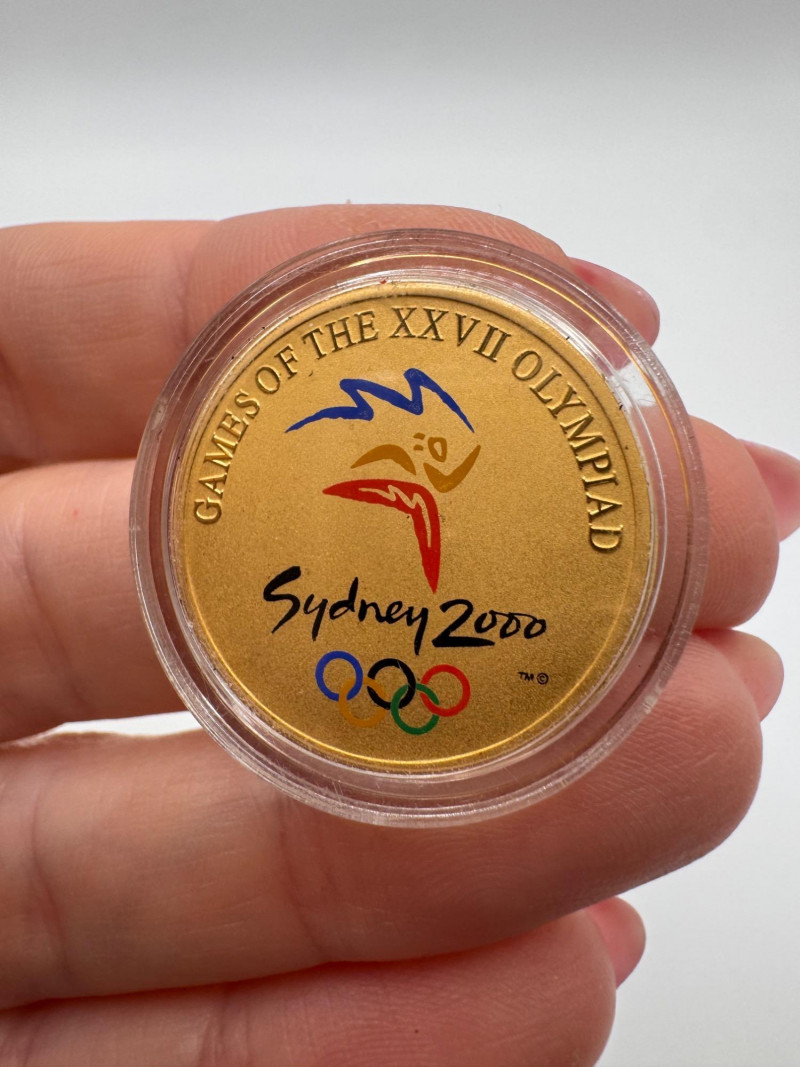 GAMES OF THE XXVII OLYMPIAD
Sydney 2000
TM ©